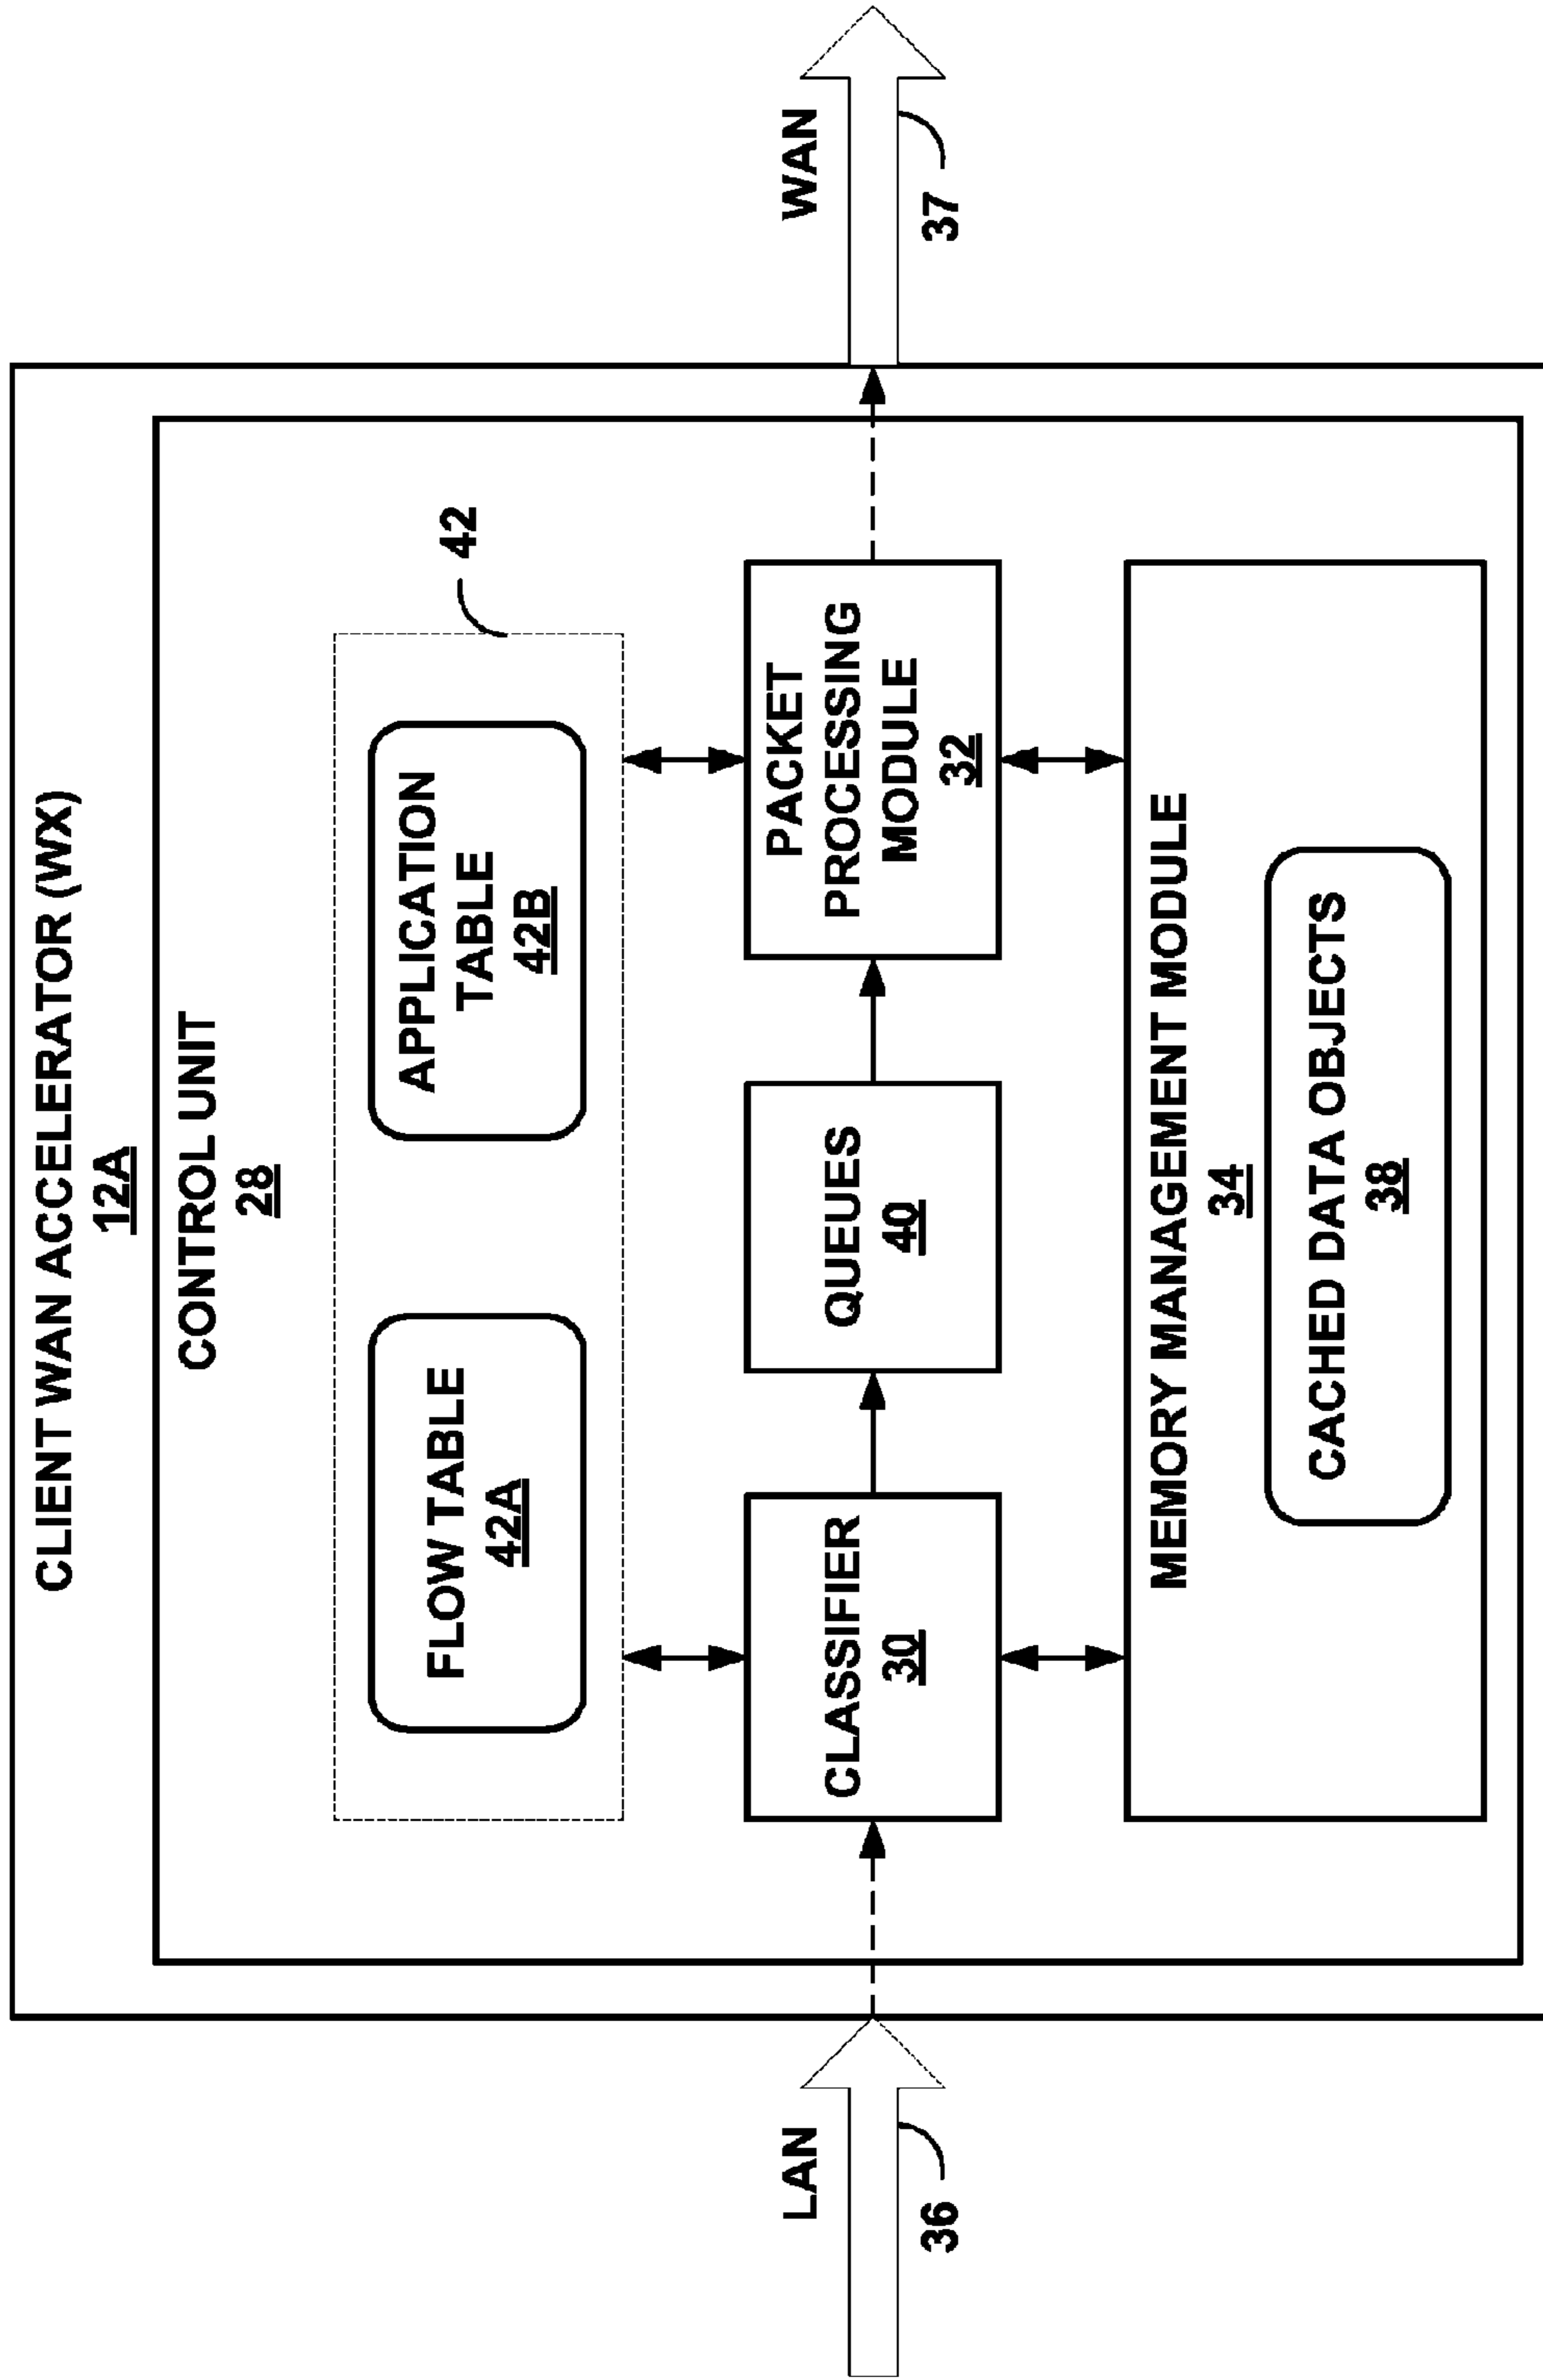 CLIENT WAN ACCELERATOR (WX)
12A
CONTROL UNIT
28
42
FLOW TABLE
42A
APPLICATION
TABLE
42B
LAN
36
CLASSIFIER
30
QUEUES
40
PACKET
PROCESSING
MODULE
32
WAN
37
MEMORY MANAGEMENT MODULE
34
CACHED DATA OBJECTS
38